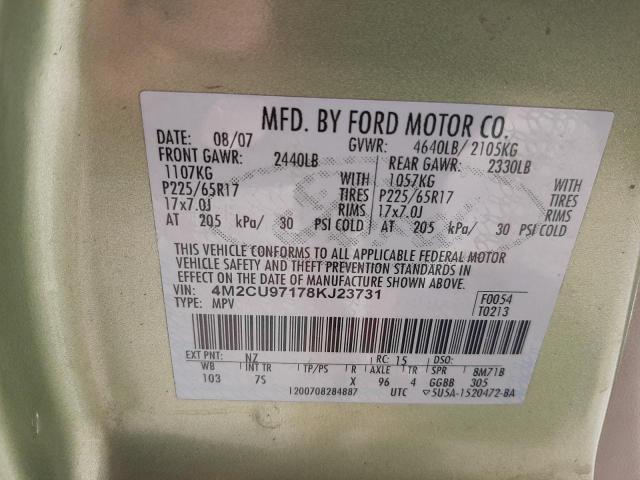 MFD. BY FORD MOTOR CO.
DATE: 08/07 GVWR: 4640LB/ 2105KG
FRONT GAWR: 2440LB REAR GAWR: 2330LB
1107KG WITH 1057KG WITH
P225/65R17 TIRES P225/65R17 TIRES
17x7.0J RIMS 17x7.0J RIMS
AT 205 kPa/ 30 PSI COLD AT 205 kPa/ 30 PSI COLD
THIS VEHICLE CONFORMS TO ALL APPLICABLE FEDERAL MOTOR
VEHICLE SAFETY AND THEFT PREVENTION STANDARDS IN
EFFECT ON THE DATE OF MANUFACTURE SHOWN ABOVE.
VIN: 4M2CU97178KJ23731 F0054
TYPE: MPV T0213
EXT PNT: NZ RC: 15 DSO:
WB INT TR TP/PS R AXLE TR SPR 8M71B
103 7S X 96 4 GGBB 305
1200708284887 UTC ▽5U5A-1520472-BA